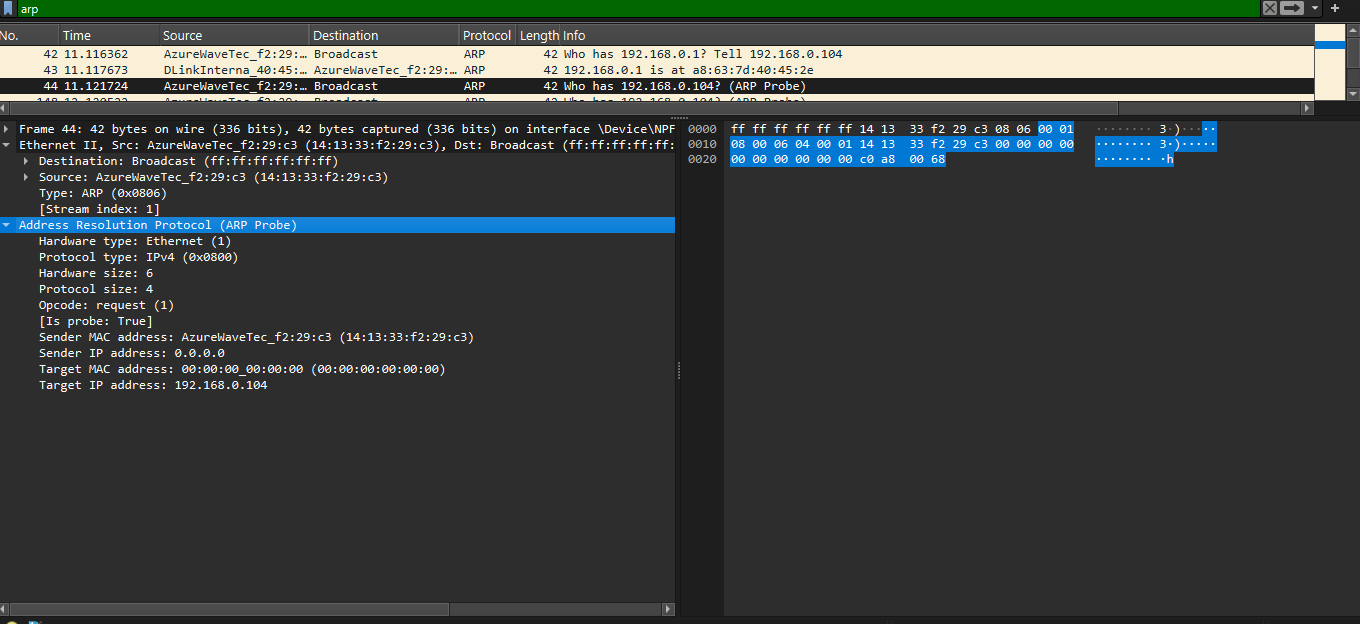 arp
No. Time Source Destination Protocol Length Info
42 11.116362 AzureWaveTec_f2:29:… Broadcast ARP 42 Who has 192.168.0.1? Tell 192.168.0.104
43 11.117673 DLinkInterna_40:45:… AzureWaveTec_f2:29:… ARP 42 192.168.0.1 is at a8:63:7d:40:45:2e
44 11.121724 AzureWaveTec_f2:29:… Broadcast ARP 42 Who has 192.168.0.104? (ARP Probe)
Frame 44: 42 bytes on wire (336 bits), 42 bytes captured (336 bits) on interface \Device\NPF
Ethernet II, Src: AzureWaveTec_f2:29:c3 (14:13:33:f2:29:c3), Dst: Broadcast (ff:ff:ff:ff:ff:
Destination: Broadcast (ff:ff:ff:ff:ff:ff)
Source: AzureWaveTec_f2:29:c3 (14:13:33:f2:29:c3)
Type: ARP (0x0806)
[Stream index: 1]
Address Resolution Protocol (ARP Probe)
Hardware type: Ethernet (1)
Protocol type: IPv4 (0x0800)
Hardware size: 6
Protocol size: 4
Opcode: request (1)
[Is probe: True]
Sender MAC address: AzureWaveTec_f2:29:c3 (14:13:33:f2:29:c3)
Sender IP address: 0.0.0.0
Target MAC address: 00:00:00_00:00:00 (00:00:00:00:00:00)
Target IP address: 192.168.0.104
0000 ff ff ff ff ff ff 14 13 33 f2 29 c3 08 06 00 01 ········ 3·)·····
0010 08 00 06 04 00 01 14 13 33 f2 29 c3 00 00 00 00 ········ 3·)·····
0020 00 00 00 00 00 00 c0 a8 00 68 ········ ·h